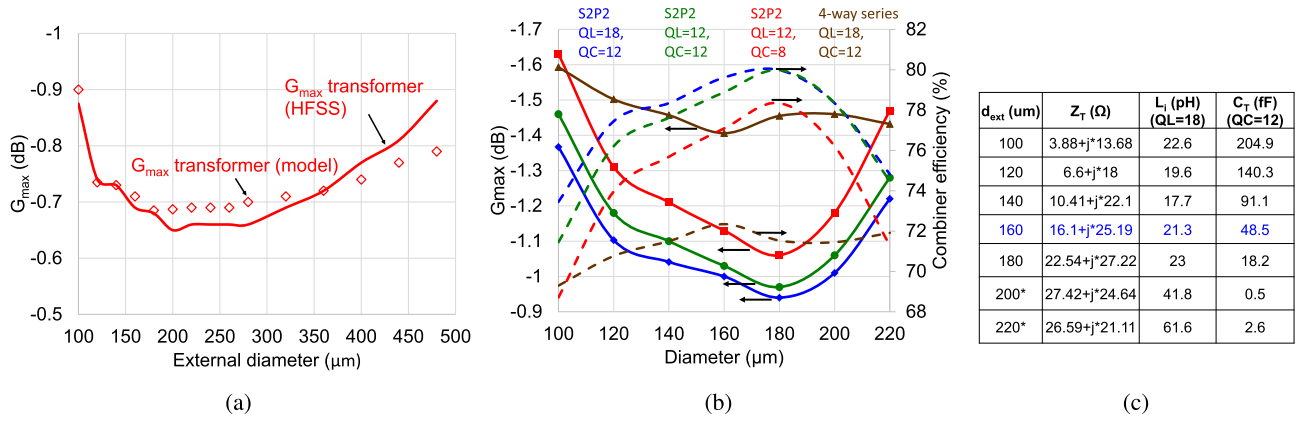 -1
-0.9
-0.8
-0.7
-0.6
-0.5
G_max (dB)
G_max transformer
(HFSS)
G_max transformer (model)
100 150 200 250 300 350 400 450 500
External diameter (μm)
(a)
S2P2
QL=18,
QC=12
S2P2
QL=12,
QC=12
S2P2
QL=12,
QC=8
4-way series
QL=18,
QC=12
-1.7
-1.6
-1.5
-1.4
-1.3
-1.2
-1.1
-1
-0.9
Gmax (dB)
82
80
78
76
74
72
70
68
Combiner efficiency (%)
100 120 140 160 180 200 220
Diameter (μm)
(b)
d_ext (um) Z_T (Ω) L_i (pH) (QL=18) C_T (fF) (QC=12)
100 3.88+j*13.68 22.6 204.9
120 6.6+j*18 19.6 140.3
140 10.41+j*22.1 17.7 91.1
160 16.1+j*25.19 21.3 48.5
180 22.54+j*27.22 23 18.2
200* 27.42+j*24.64 41.8 0.5
220* 26.59+j*21.11 61.6 2.6
(c)